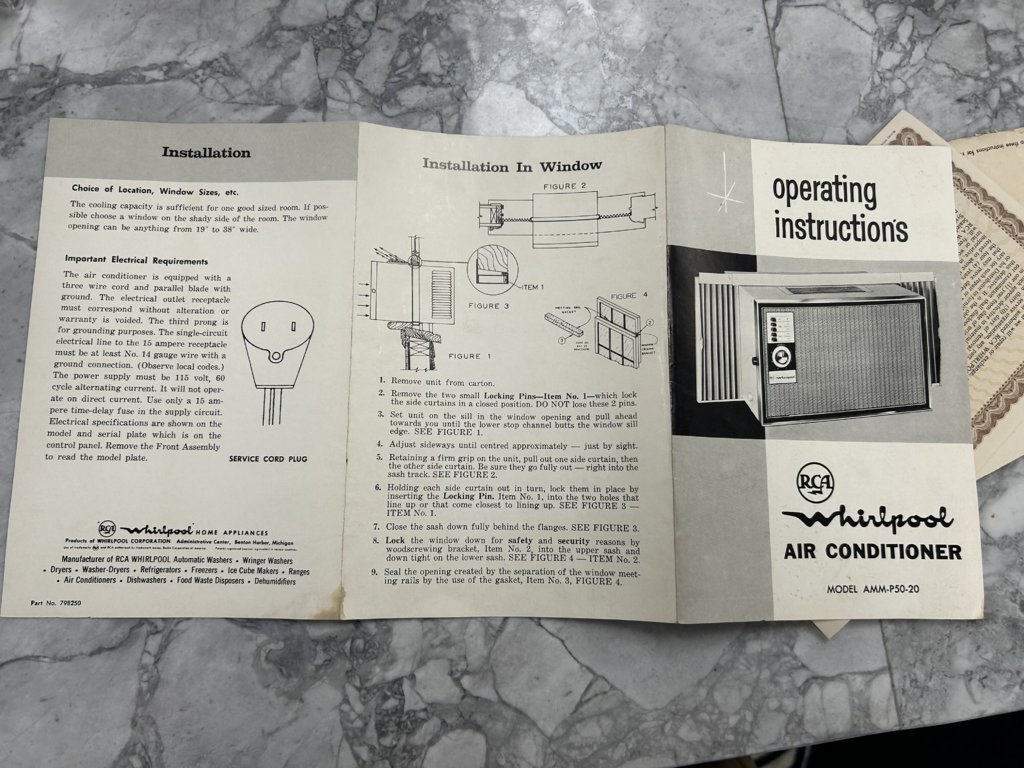 Installation
Choice of Location, Window Sizes, etc.
The cooling capacity is sufficient for one good sized room. If pos-
sible choose a window on the shady side of the room. The window
opening can be anything from 19" to 38" wide.
Important Electrical Requirements
The air conditioner is equipped with a
three wire cord and parallel blade with
ground. The electrical outlet receptacle
must correspond without alteration or
warranty is voided. The third prong is
for grounding purposes. The single-circuit
electrical line to the 15 ampere receptacle
must be at least No. 14 gauge wire with a
ground connection. (Observe local codes.)
The power supply must be 115 volt, 60
cycle alternating current. It will not oper-
ate on direct current. Use only a 15 am-
pere time-delay fuse in the supply circuit.
Electrical specifications are shown on the
model and serial plate which is on the
control panel. Remove the Front Assembly
to read the model plate.
SERVICE CORD PLUG
RCA Whirlpool HOME APPLIANCES
Products of WHIRLPOOL CORPORATION Administrative Center, Benton Harbor, Michigan
Manufacturer of RCA WHIRLPOOL Automatic Washers • Wringer Washers
• Dryers • Washer-Dryers • Refrigerators • Freezers • Ice Cube Makers • Ranges
• Air Conditioners • Dishwashers • Food Waste Disposers • Dehumidifiers
Part No. 798250
Installation In Window
FIGURE 2
ITEM 1
FIGURE 3
FIGURE 4
FIGURE 1
1. Remove unit from carton.
2. Remove the two small Locking Pins—Item No. 1—which lock
the side curtains in a closed position. DO NOT lose these 2 pins.
3. Set unit on the sill in the window opening and pull ahead
towards you until the lower stop channel butts the window sill
edge. SEE FIGURE 1.
4. Adjust sideways until centred approximately — just by sight.
5. Retaining a firm grip on the unit, pull out one side curtain, then
the other side curtain. Be sure they go fully out — right into the
sash track. SEE FIGURE 2.
6. Holding each side curtain out in turn, lock them in place by
inserting the Locking Pin. Item No. 1, into the two holes that
line up or that come closest to lining up. SEE FIGURE 3 —
ITEM No. 1.
7. Close the sash down fully behind the flanges. SEE FIGURE 3.
8. Lock the window down for safety and security reasons by
woodscrewing bracket, Item No. 2, into the upper sash and
down tight on the lower sash. SEE FIGURE 4 — ITEM No. 2.
9. Seal the opening created by the separation of the window meet-
ing rails by the use of the gasket, Item No. 3, FIGURE 4.
operating
instructions
RCA
Whirlpool
AIR CONDITIONER
MODEL AMM-P50-20